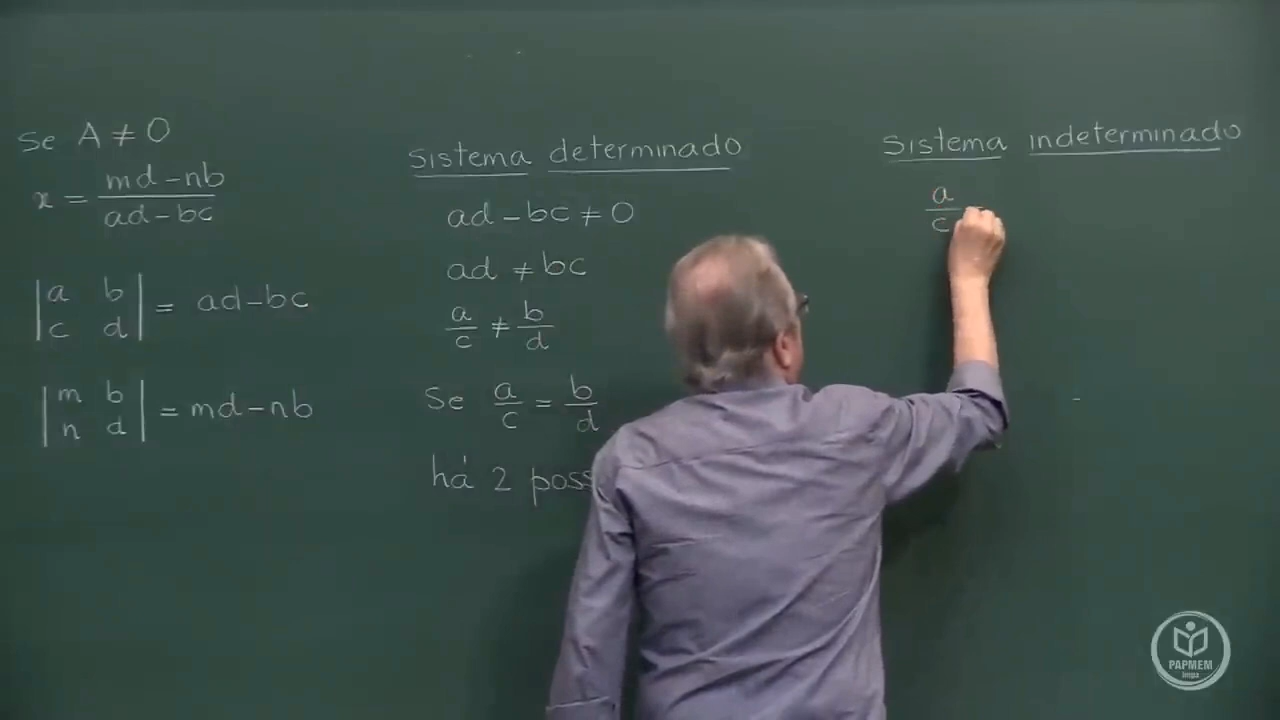 Se A ≠ 0
x = md-nb / ad-bc
|a b|
|c d| = ad-bc
|m b|
|n d| = md-nb
Sistema determinado
ad-bc ≠ 0
ad ≠ bc
a/c ≠ b/d
Se a/c = b/d
há 2
Sistema indeterminado
a/c
PAPMEM
impa